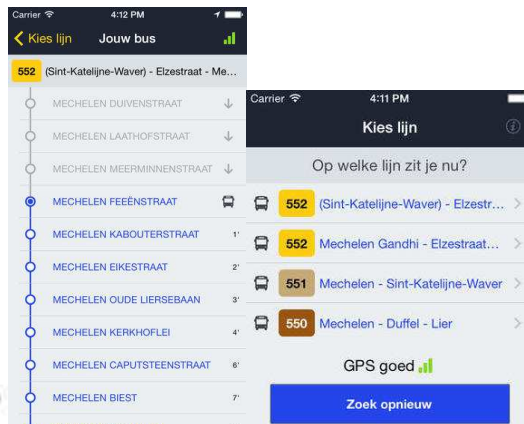 Carrier 4:12 PM
Kies lijn Jouw bus
552 (Sint-Katelijne-Waver) - Elzestraat - Me...
MECHELEN DUIVENSTRAAT
MECHELEN LAATHOFSTRAAT
MECHELEN MEERMINNENSTRAAT
MECHELEN FEEËNSTRAAT
MECHELEN KABOUTERSTRAAT 1'
MECHELEN EIKESTRAAT 2'
MECHELEN OUDE LIERSEBAAN 3'
MECHELEN KERKHOFLEI 4'
MECHELEN CAPUTSTEENSTRAAT 6'
MECHELEN BIEST 7'
Carrier 4:11 PM
Kies lijn
Op welke lijn zit je nu?
552 (Sint-Katelijne-Waver) - Elzestr...
552 Mechelen Gandhi - Elzestraat...
551 Mechelen - Sint-Katelijne-Waver
550 Mechelen - Duffel - Lier
GPS goed
Zoek opnieuw